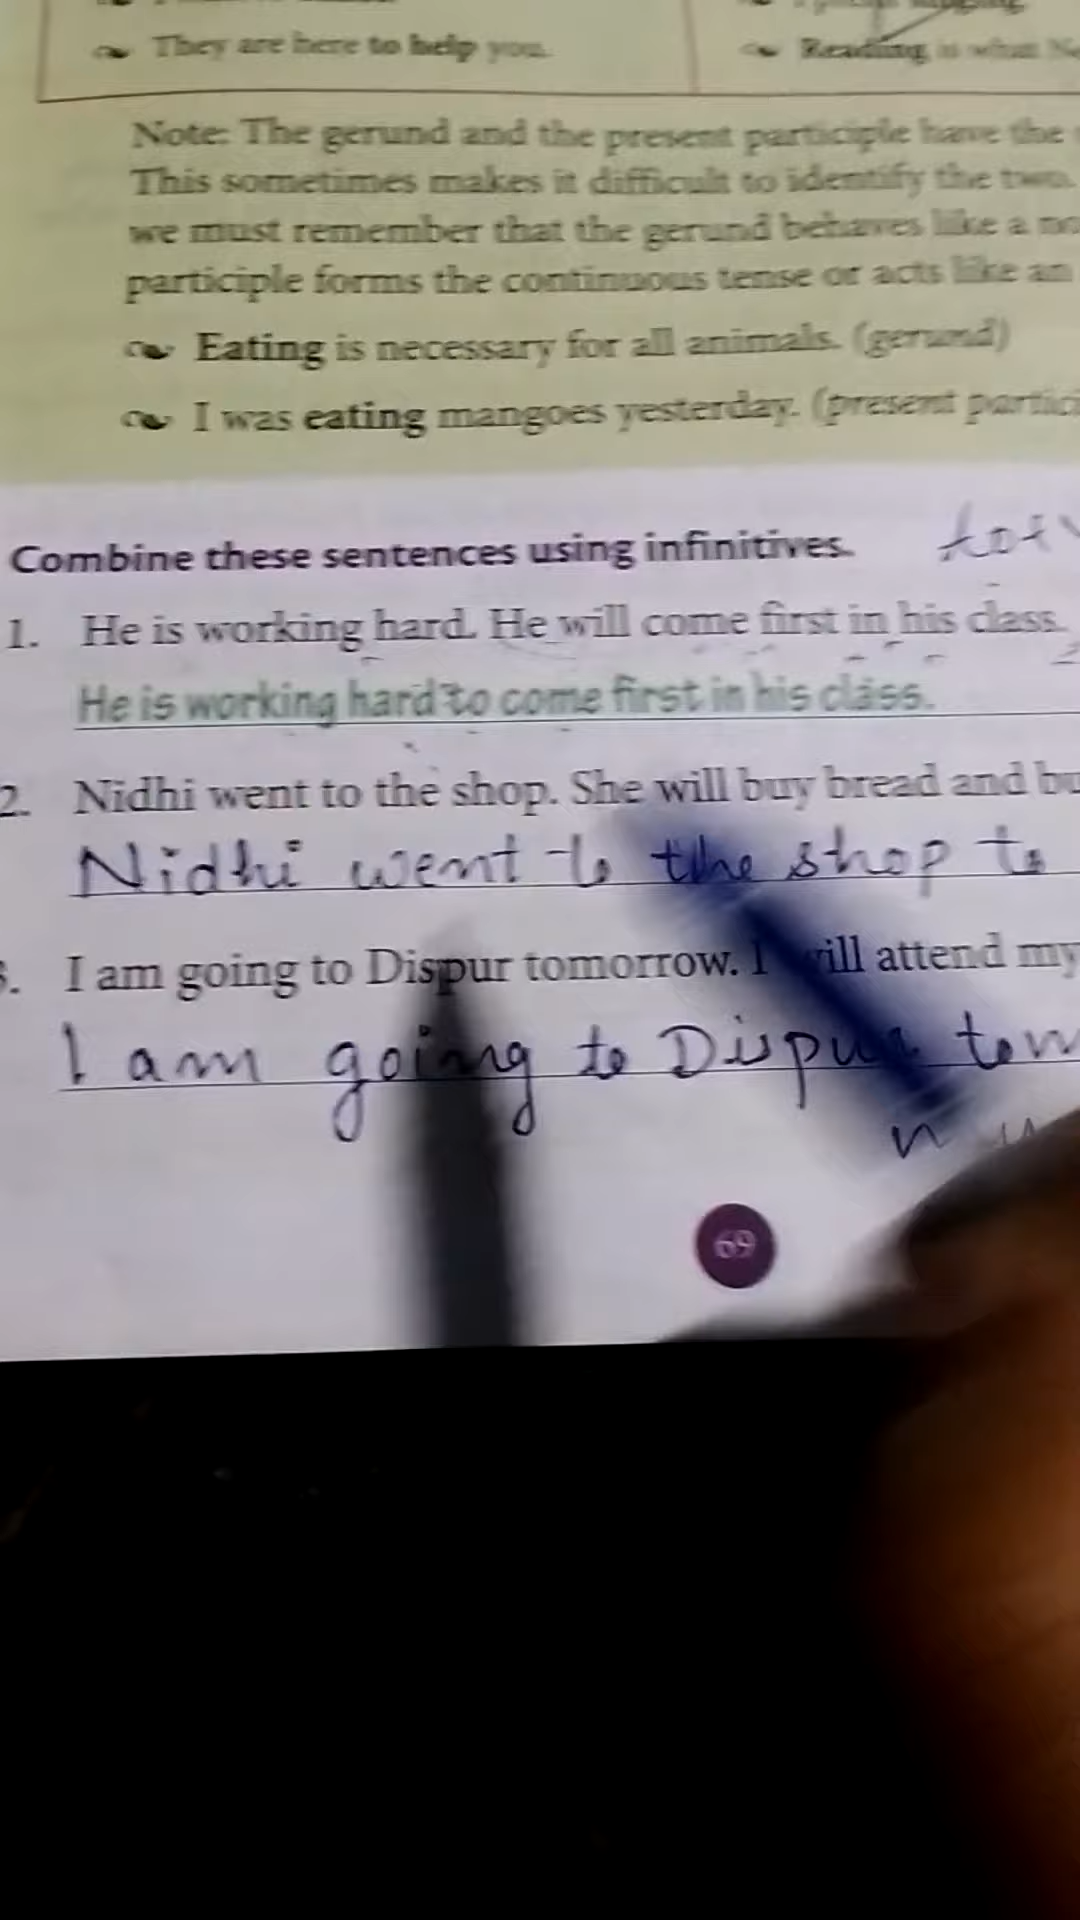 They are here to help you.
Reading is what
Note: The gerund and the present participle have the
This sometimes makes it difficult to identify the two.
we must remember that the gerund behaves like a
participle forms the continuous tense or acts like an
Eating is necessary for all animals. (gerund)
I was eating mangoes yesterday. (present
Combine these sentences using infinitives.
1. He is working hard. He will come first in his class.
He is working hard to come first in his class.
2. Nidhi went to the shop. She will buy bread and
Nidhi went to the shop to
I am going to Dispur tomorrow. I will attend my
I am going to Dispur
69